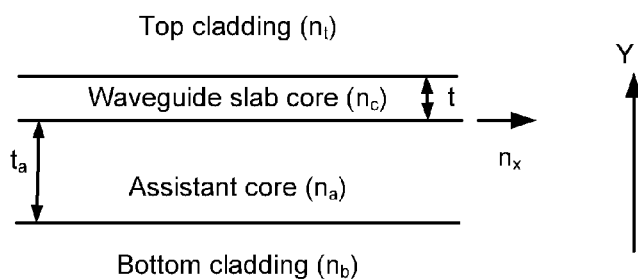 Top cladding (nt)
Y
Waveguide slab core (nc)
t
ta
nx
Assistant core (na)
Bottom cladding (nb)